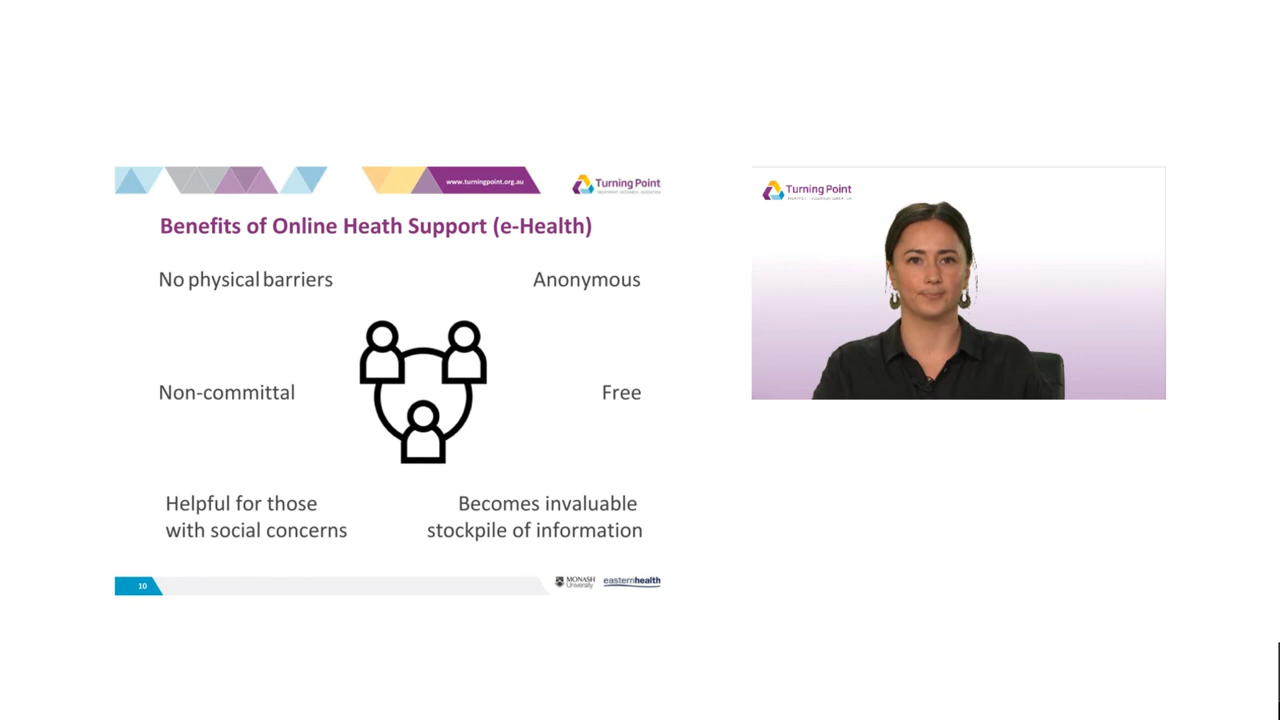 www.turningpoint.org.au
Turning Point
Benefits of Online Heath Support (e-Health)
No physical barriers
Anonymous
Non-committal
Free
Helpful for those
with social concerns
Becomes invaluable
stockpile of information
10
MONASH
University
easternhealth
Turning Point